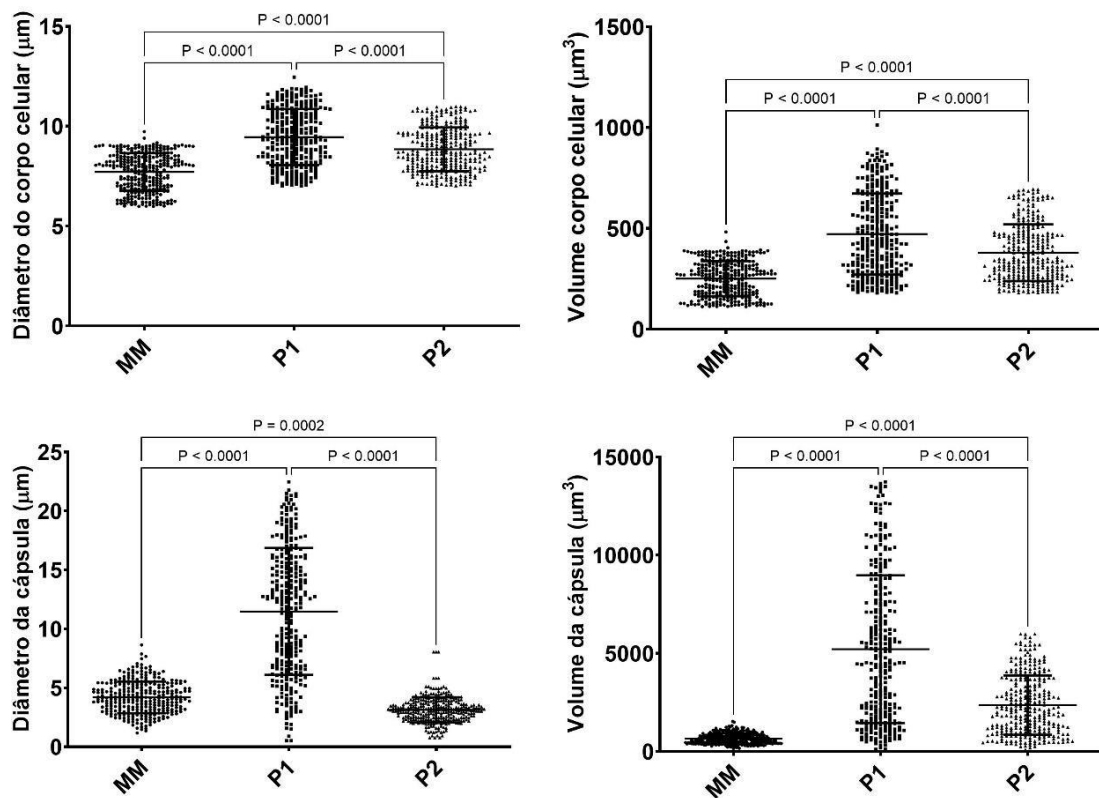 Diâmetro do corpo celular (μm)
15
10
5
0
P < 0.0001
P < 0.0001
P < 0.0001
MM
P1
P2
Volume corpo celular (μm³)
1500
1000
500
0
P < 0.0001
P < 0.0001
P < 0.0001
MM
P1
P2
Diâmetro da cápsula (μm)
25
20
15
10
5
0
P = 0.0002
P < 0.0001
P < 0.0001
MM
P1
P2
Volume da cápsula (μm³)
15000
10000
5000
0
P < 0.0001
P < 0.0001
P < 0.0001
MM
P1
P2